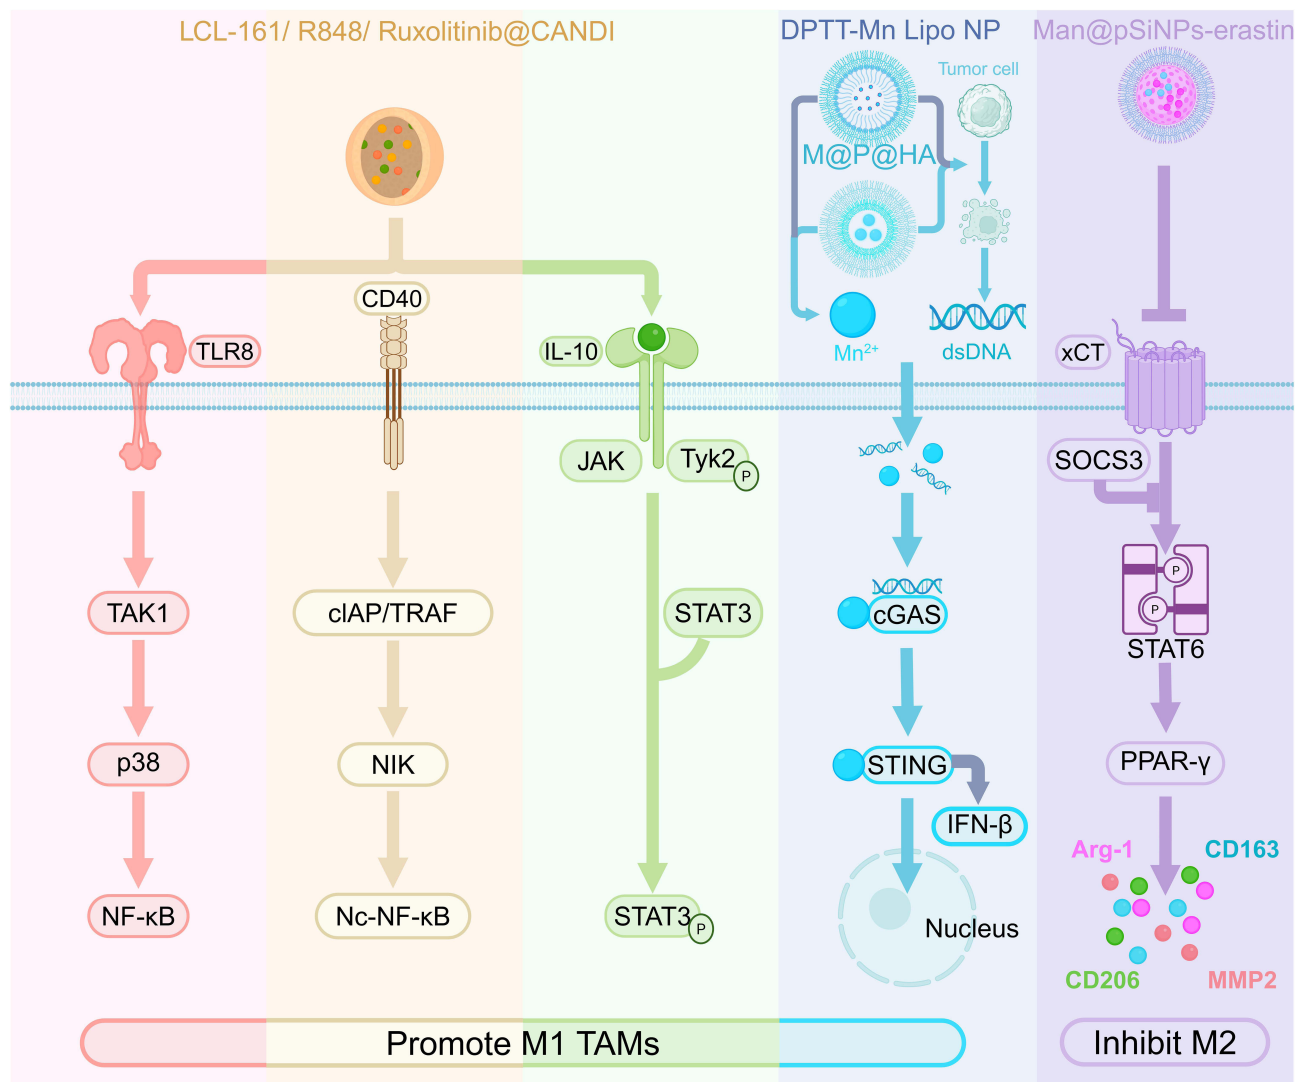 LCL-161/ R848/ Ruxolitinib@CANDI
DPTT-Mn Lipo NP
Man@pSiNPs-erastin
Tumor cell
M@P@HA
CD40
TLR8
IL-10
Mn²⁺
dsDNA
xCT
JAK
Tyk2
P
SOCS3
P
P
STAT6
TAK1
cIAP/TRAF
STAT3
cGAS
p38
NIK
STING
PPAR-γ
IFN-β
Arg-1
CD163
NF-κB
Nc-NF-κB
STAT3
P
Nucleus
CD206
MMP2
Promote M1 TAMs
Inhibit M2